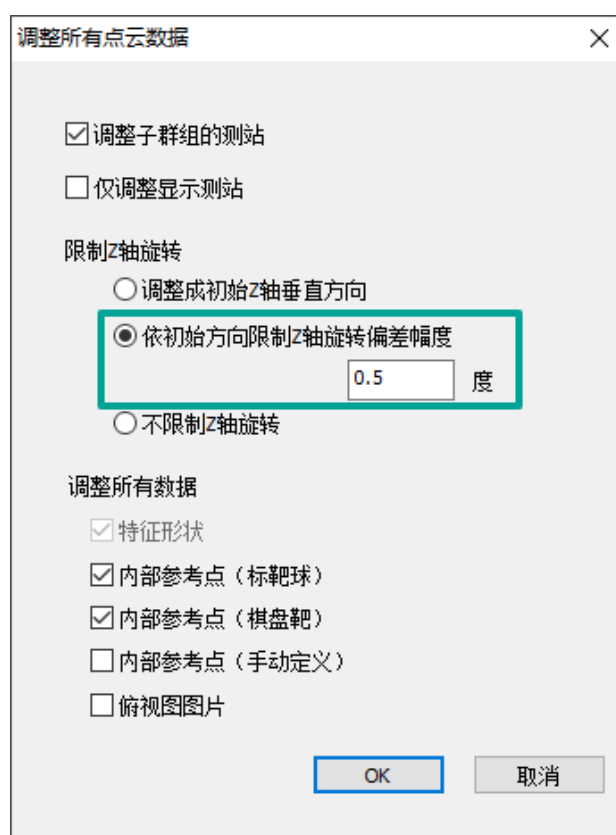 调整所有点云数据
调整子群组的测站
仅调整显示测站
限制Z轴旋转
调整成初始Z轴垂直方向
依初始方向限制Z轴旋转偏差幅度
0.5 度
不限制Z轴旋转
调整所有数据
特征形状
内部参考点（标靶球）
内部参考点（棋盘靶）
内部参考点（手动定义）
俯视图图片
OK 取消